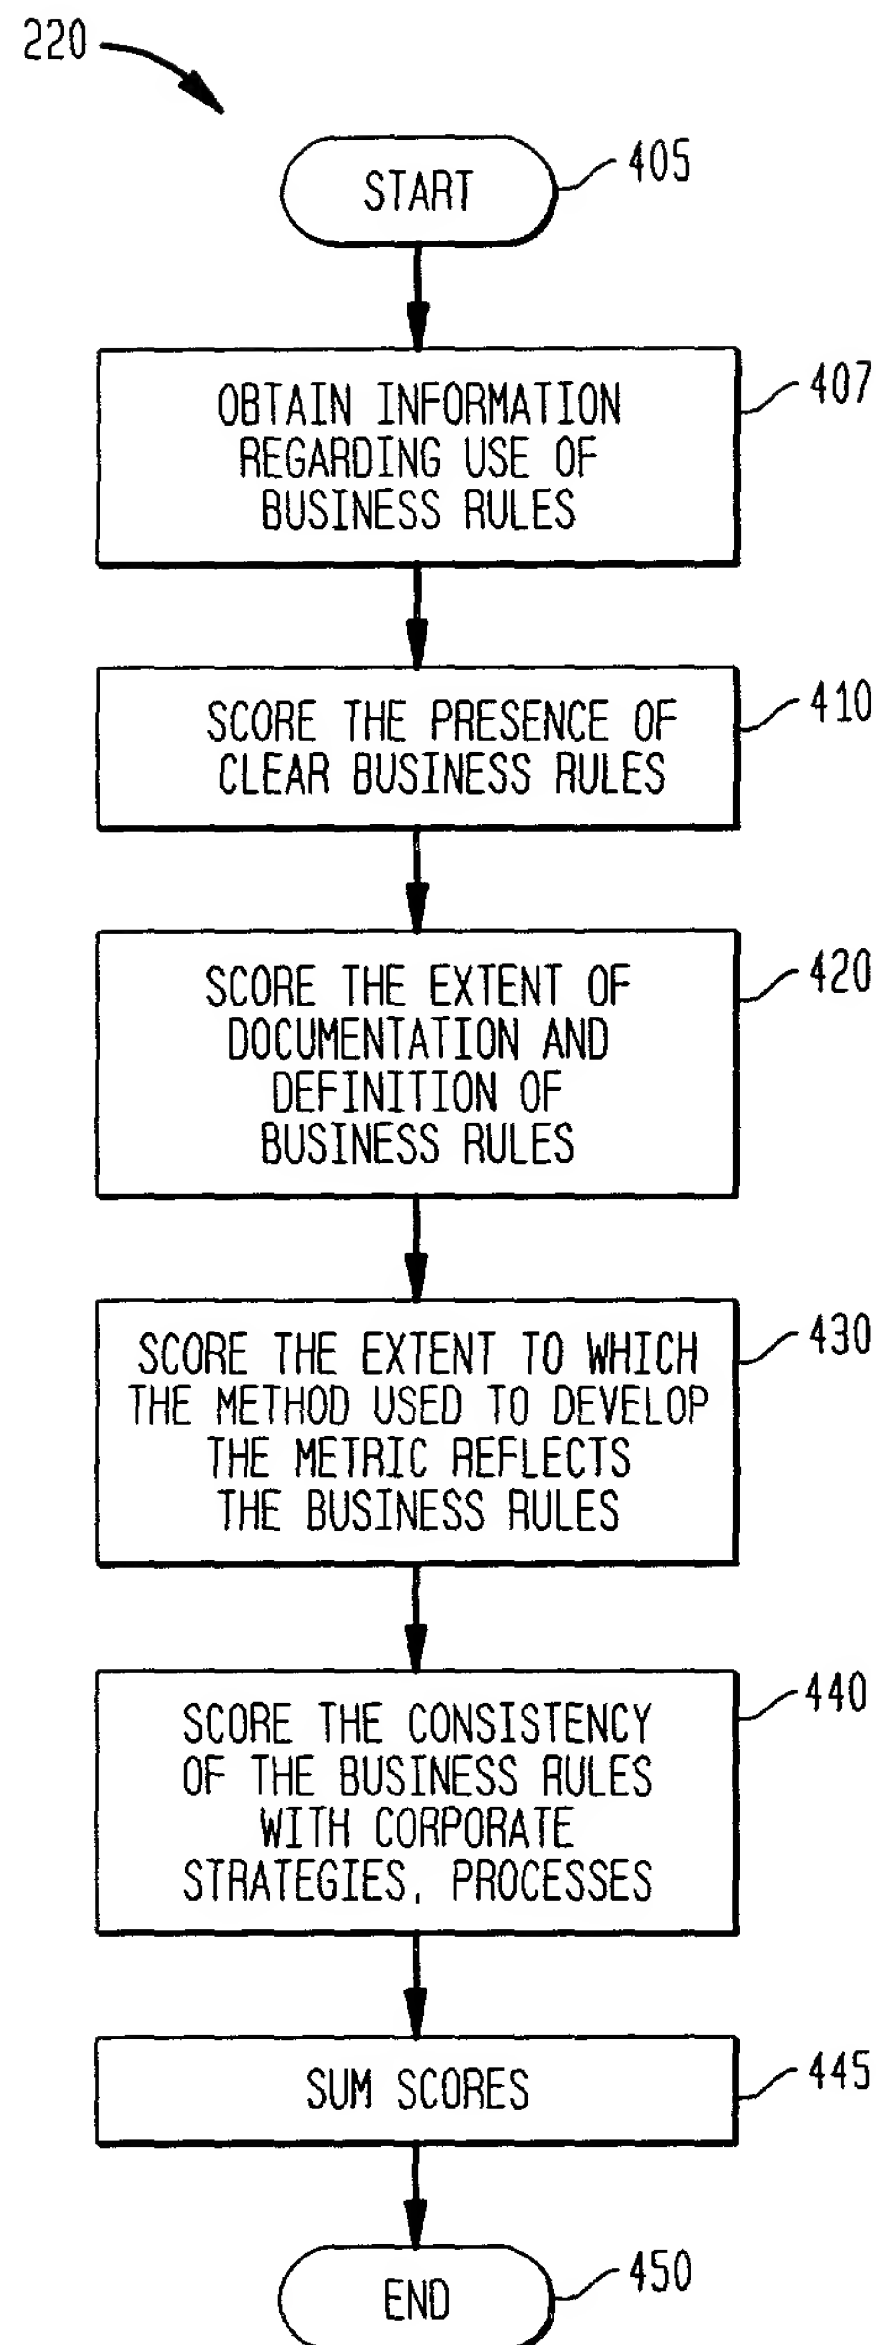 220
START
405
OBTAIN INFORMATION
REGARDING USE OF
BUSINESS RULES
407
SCORE THE PRESENCE OF
CLEAR BUSINESS RULES
410
SCORE THE EXTENT OF
DOCUMENTATION AND
DEFINITION OF
BUSINESS RULES
420
SCORE THE EXTENT TO WHICH
THE METHOD USED TO DEVELOP
THE METRIC REFLECTS
THE BUSINESS RULES
430
SCORE THE CONSISTENCY
OF THE BUSINESS RULES
WITH CORPORATE
STRATEGIES, PROCESSES
440
SUM SCORES
445
END
450